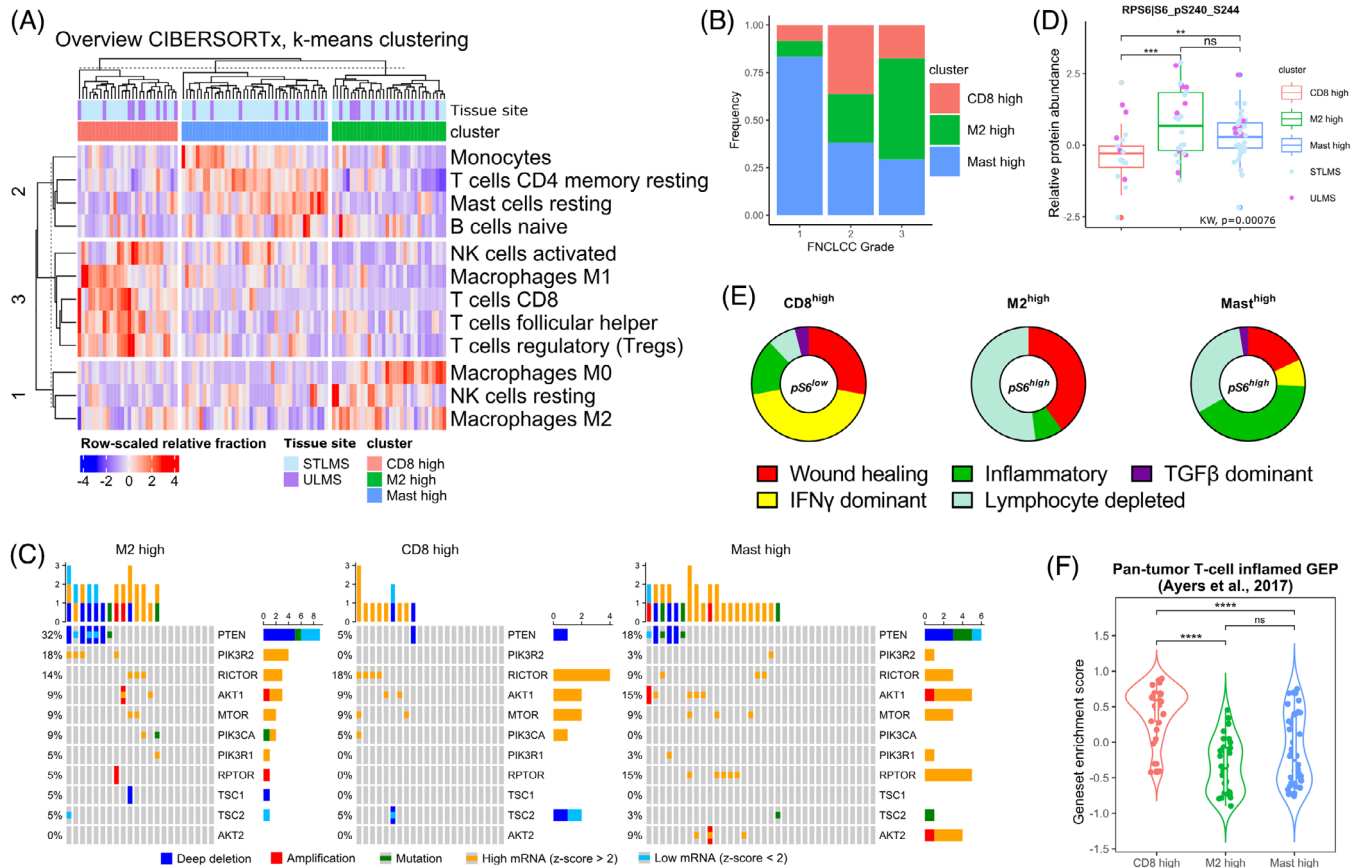 (A)
Overview CIBERSORTx, k-means clustering
Tissue site
cluster
2
Monocytes
T cells CD4 memory resting
Mast cells resting
B cells naive
3
NK cells activated
Macrophages M1
T cells CD8
T cells follicular helper
T cells regulatory (Tregs)
1
Macrophages M0
NK cells resting
Macrophages M2
Row-scaled relative fraction
-4 -2 0 2 4
Tissue site
STLMS
ULMS
cluster
CD8 high
M2 high
Mast high
(B)
Frequency
1.00
0.75
0.50
0.25
0.00
1 2 3
FNCLCC Grade
cluster
CD8 high
M2 high
Mast high
(D)
RPS6|S6_pS240_S244
Relative protein abundance
**
***
ns
2.5
0.0
-2.5
KW, p=0.00076
cluster
CD8 high
M2 high
Mast high
STLMS
ULMS
(E)
CD8high
M2high
Masthigh
pS6low
pS6high
pS6high
Wound healing
Inflammatory
TGFβ dominant
IFNγ dominant
Lymphocyte depleted
(C)
M2 high
3
2
1
0
0 2 4 6 8
32% PTEN
18% PIK3R2
14% RICTOR
9% AKT1
9% MTOR
9% PIK3CA
5% PIK3R1
5% RPTOR
5% TSC1
5% TSC2
0% AKT2
CD8 high
3
2
1
0
0 1 2 3 4
5% PTEN
0% PIK3R2
18% RICTOR
9% AKT1
9% MTOR
5% PIK3CA
0% PIK3R1
0% RPTOR
0% TSC1
5% TSC2
0% AKT2
Mast high
3
2
1
0
0 1 2 3 4 5 6
18% PTEN
3% PIK3R2
9% RICTOR
15% AKT1
9% MTOR
0% PIK3CA
3% PIK3R1
15% RPTOR
0% TSC1
3% TSC2
9% AKT2
Deep deletion
Amplification
Mutation
High mRNA (z-score > 2)
Low mRNA (z-score < 2)
(F)
Pan-tumor T-cell inflamed GEP
(Ayers et al., 2017)
Geneset enrichment score
****
****
ns
1.5
1.0
0.5
0.0
-0.5
-1.0
-1.5
CD8 high
M2 high
Mast high